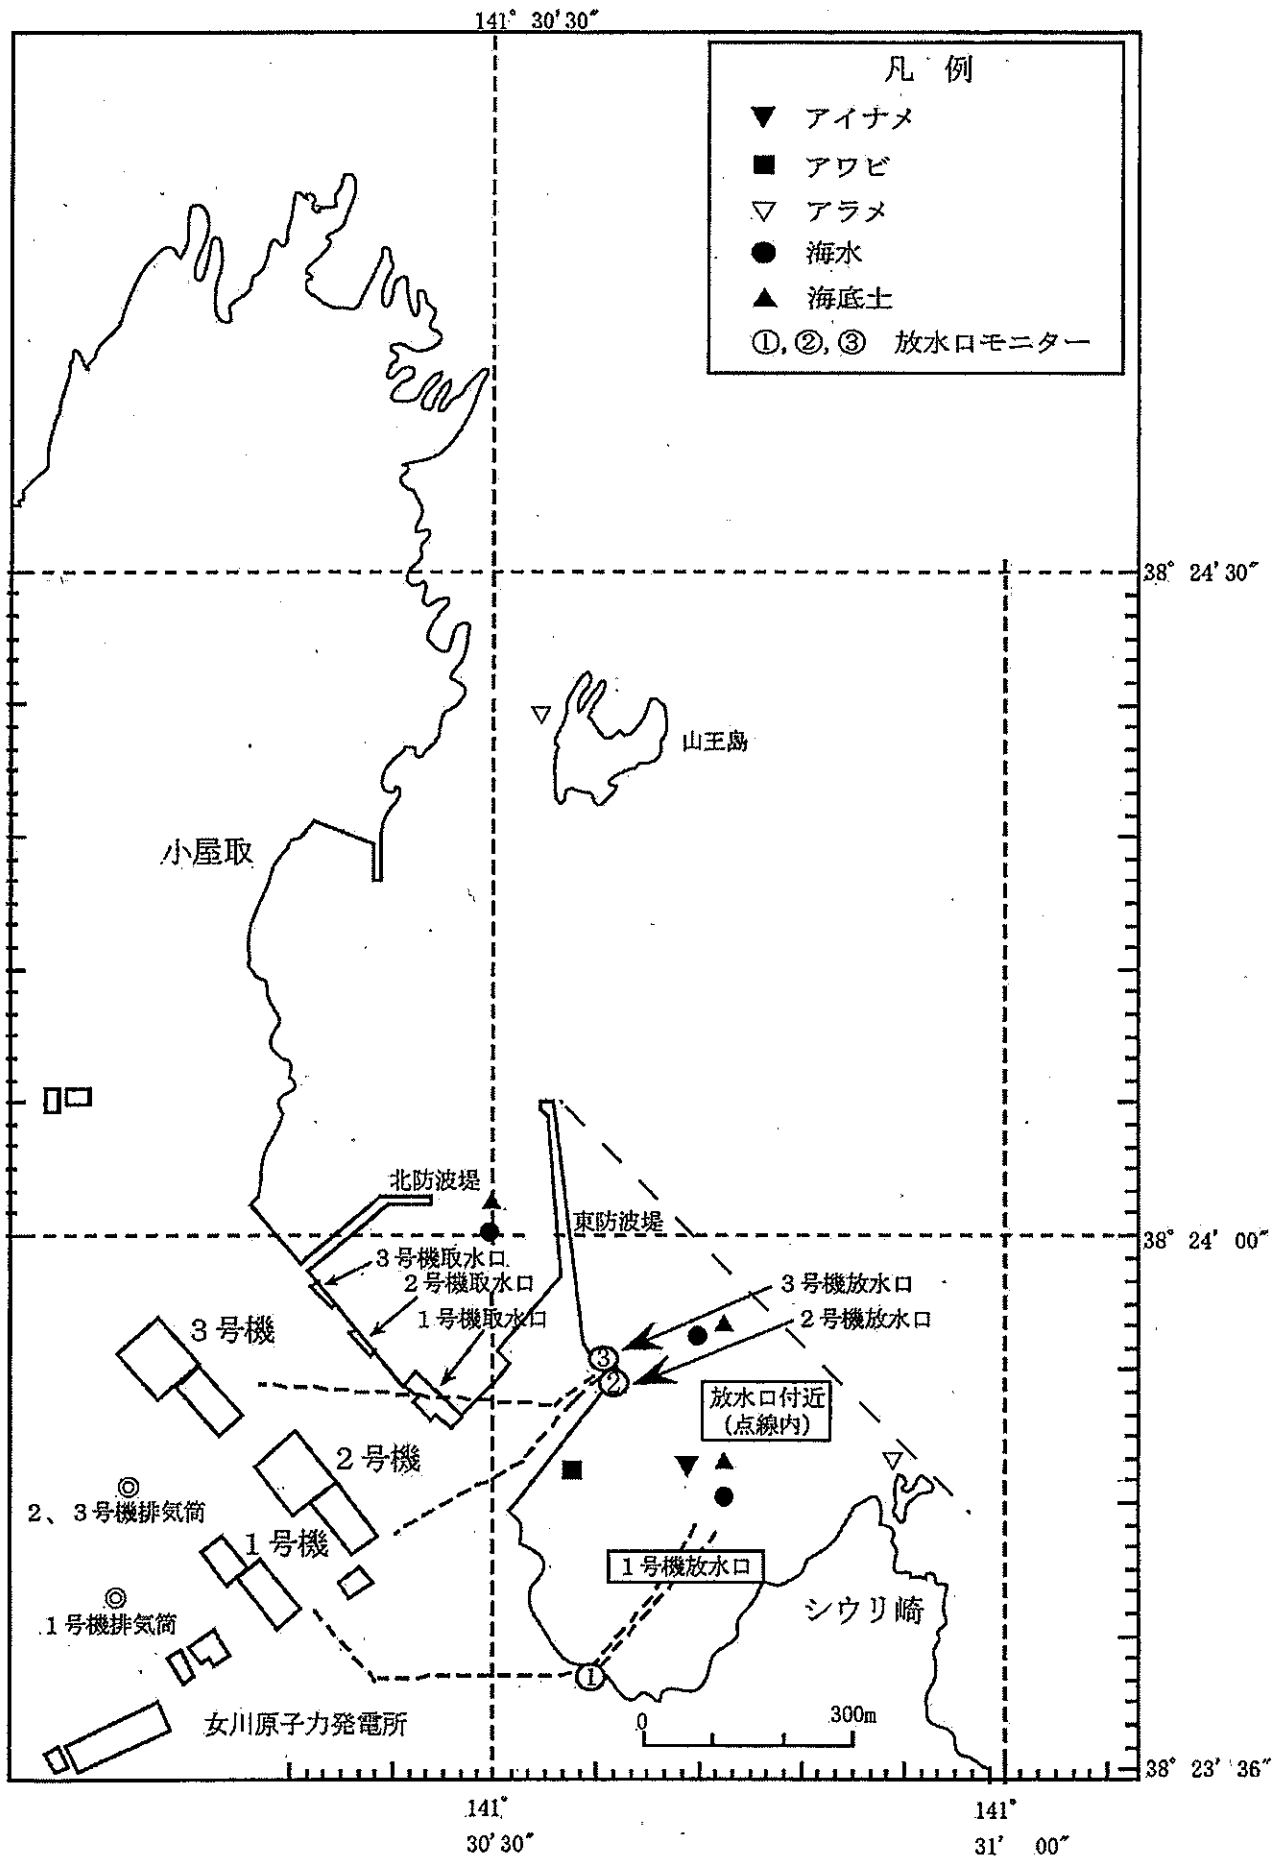 141° 30′30″
凡 例
アイナメ
アワビ
アラメ
海水
海底土
①,②,③ 放水口モニター
38° 24′30″
山王島
小屋取
北防波堤
東防波堤
38° 24′ 00″
3号機取水口
2号機取水口
1号機取水口
3号機放水口
2号機放水口
3号機
③
②
放水口付近
(点線内)
2号機
2、3号機排気筒
1号機
1号機放水口
1号機排気筒
シウリ崎
①
女川原子力発電所
0 300m
38° 23′ 36″
141°
30′30″
141°
31′ 00″